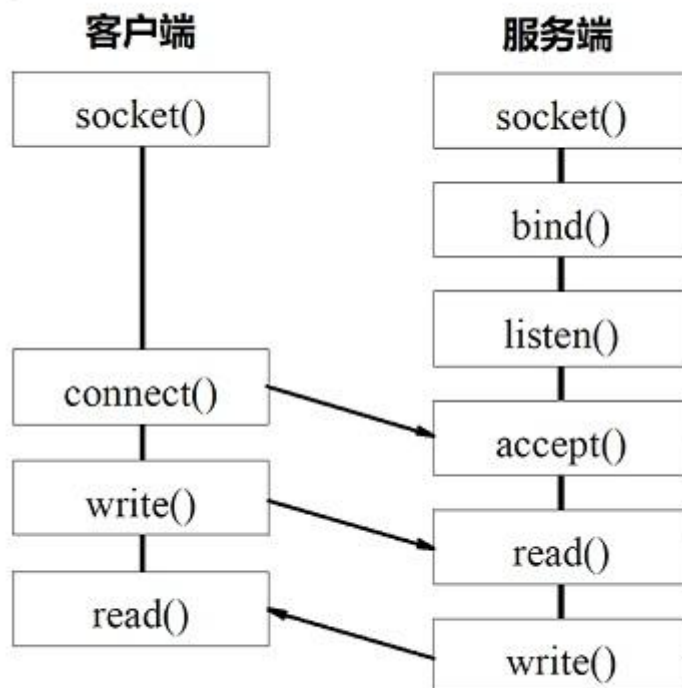 客户端
服务端
socket()
socket()
bind()
listen()
connect()
accept()
write()
read()
read()
write()